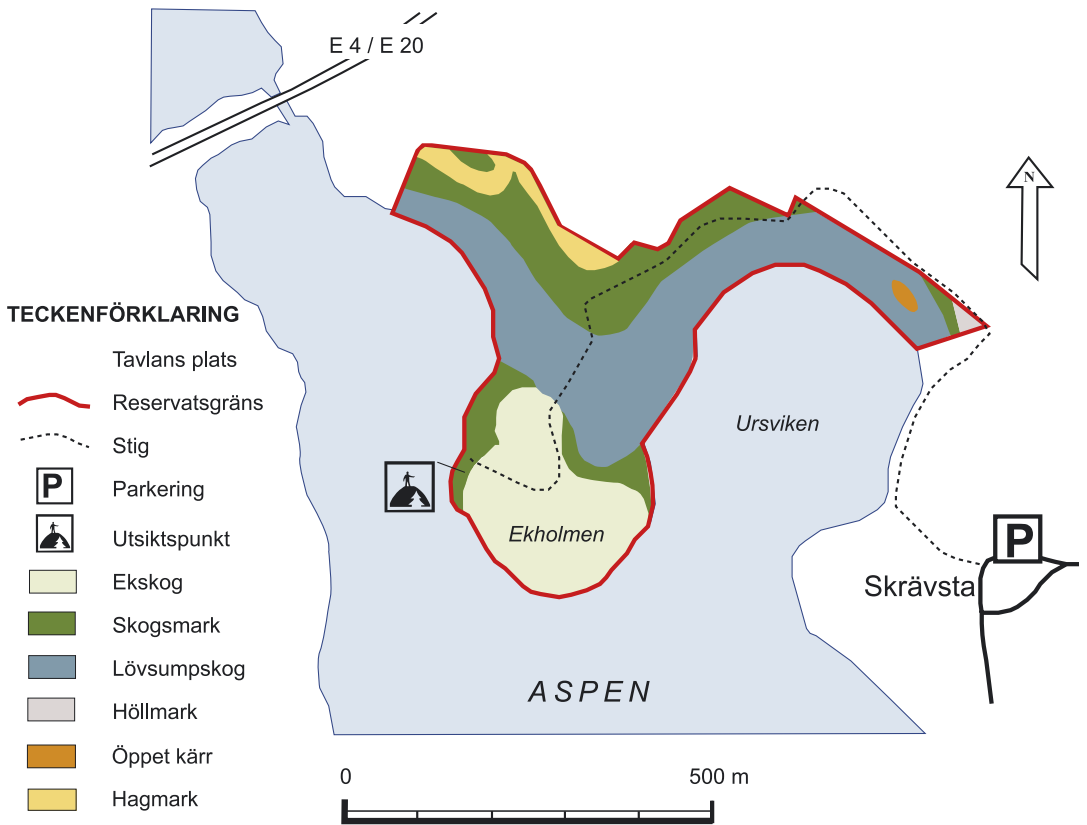 E 4 / E 20
N
TECKENFÖRKLARING
Tavlans plats
Reservatsgräns
Stig
P Parkering
Utsiktspunkt
Ekskog
Skogsmark
Lövsumpskog
Höllmark
Öppet kärr
Hagmark
Ursviken
Ekholmen
P
Skrävsta
ASPEN
0 500 m